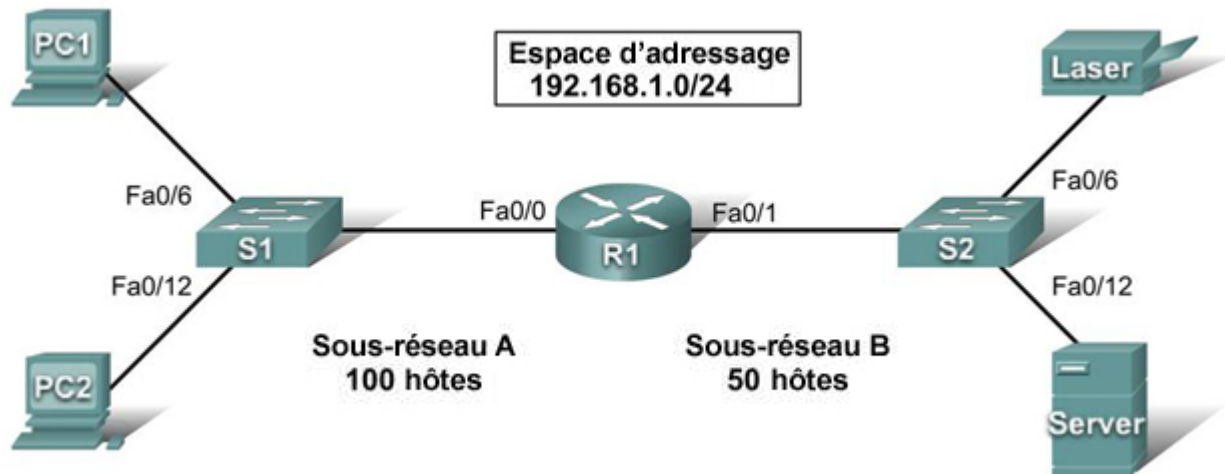 PC1
Espace d'adressage
192.168.1.0/24
Laser
Fa0/6
Fa0/6
Fa0/0
Fa0/1
S1
R1
S2
Fa0/12
Fa0/12
Sous-réseau A
100 hôtes
Sous-réseau B
50 hôtes
PC2
Server